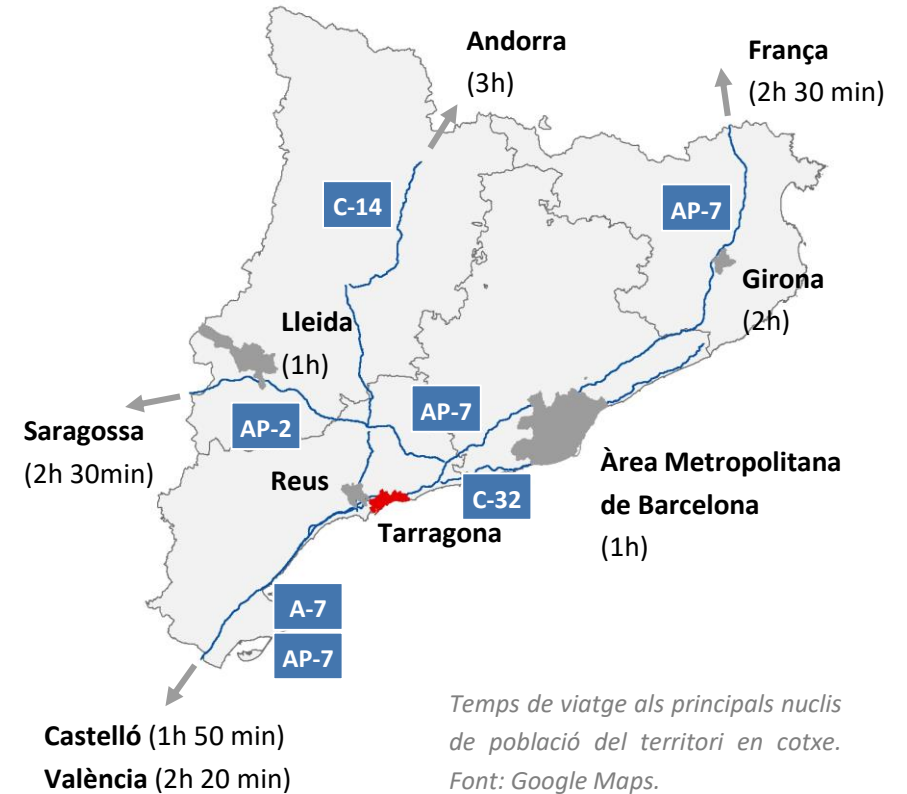 Andorra
(3h)
França
(2h 30 min)
C-14
AP-7
Girona
(2h)
Lleida
(1h)
AP-7
AP-2
Saragossa
(2h 30min)
Reus
C-32
Àrea Metropolitana
de Barcelona
(1h)
Tarragona
A-7
AP-7
Castelló (1h 50 min)
València (2h 20 min)
Temps de viatge als principals nuclis
de població del territori en cotxe.
Font: Google Maps.